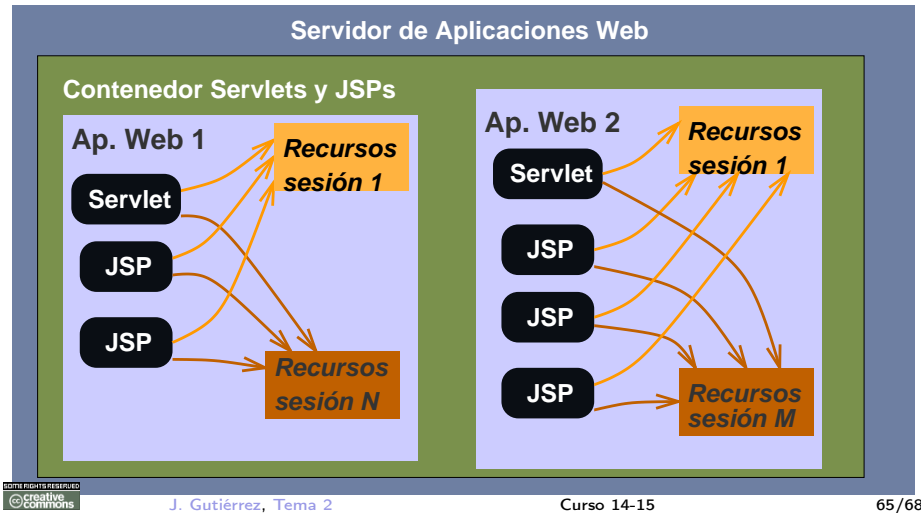 Servidor de Aplicaciones Web
Contenedor Servlets y JSPs
Ap. Web 1
Recursos
sesión 1
Servlet
JSP
JSP
Recursos
sesión N
Ap. Web 2
Recursos
sesión 1
Servlet
JSP
JSP
JSP
Recursos
sesión M
SOME RIGHTS RESERVED
cc creative commons
J. Gutiérrez, Tema 2
Curso 14-15
65/68